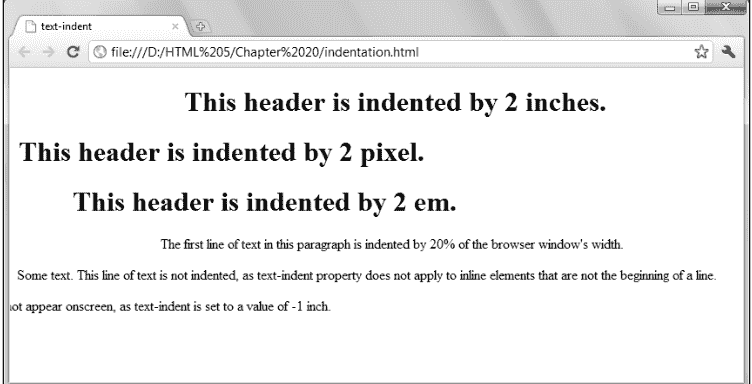 text-indent
file:///D:/HTML%205/Chapter%2020/indentation.html
This header is indented by 2 inches.
This header is indented by 2 pixel.
This header is indented by 2 em.
The first line of text in this paragraph is indented by 20% of the browser window's width.
Some text. This line of text is not indented, as text-indent property does not apply to inline elements that are not the beginning of a line.
appear onscreen, as text-indent is set to a value of -1 inch.